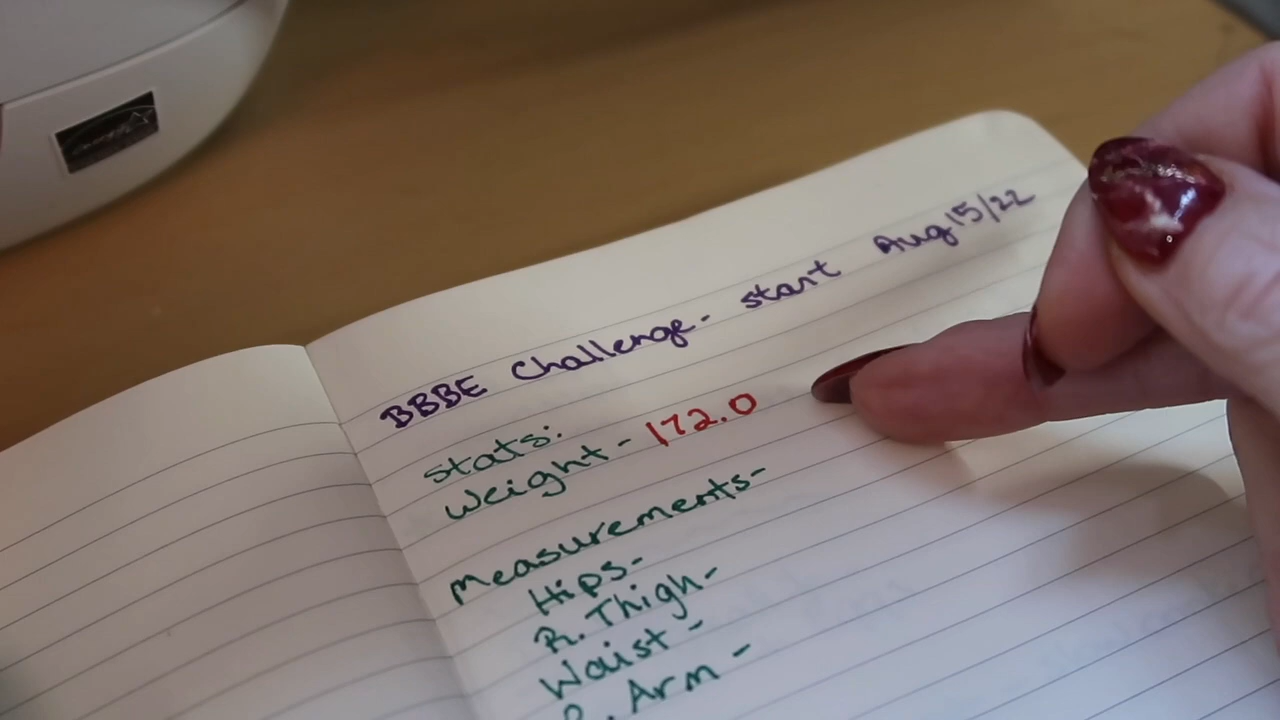 BBBE Challenge - start Aug 15/22
stats:
Weight - 172.0
measurements-
Hips-
R. Thigh-
Waist -
R. Arm -